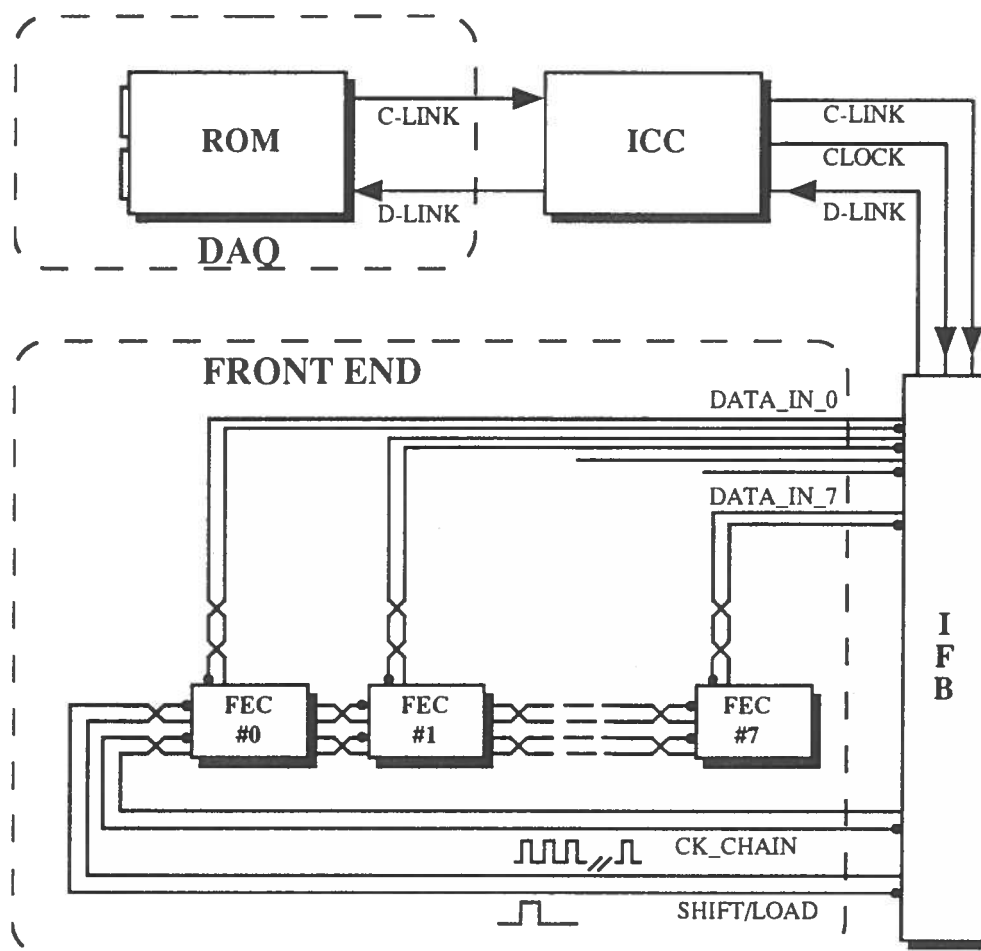 ROM
C-LINK
D-LINK
DAQ
ICC
C-LINK
CLOCK
D-LINK
FRONT END
DATA_IN_0
DATA_IN_7
I
F
B
FEC
#0
FEC
#1
FEC
#7
CK_CHAIN
SHIFT/LOAD